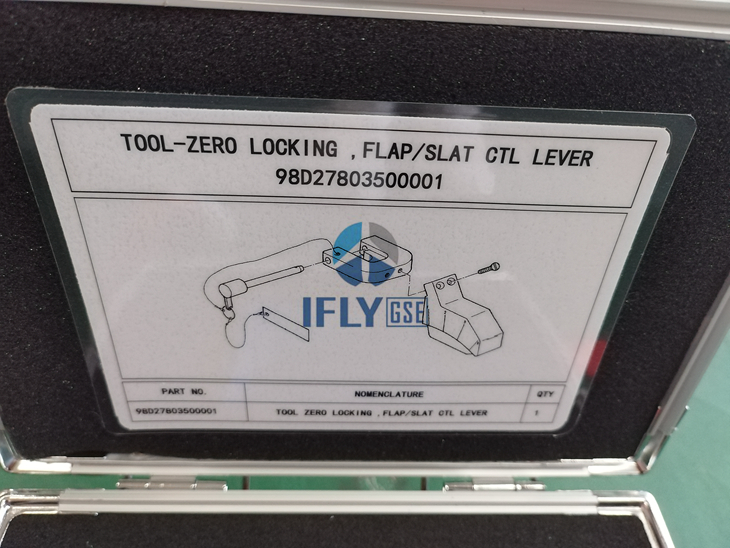 TOOL-ZERO LOCKING ,FLAP/SLAT CTL LEVER
98D27803500001
IFLY GSE
PART NO. NOMENCLATURE QTY
98D27803500001 TOOL ZERO LOCKING ,FLAP/SLAT CTL LEVER 1